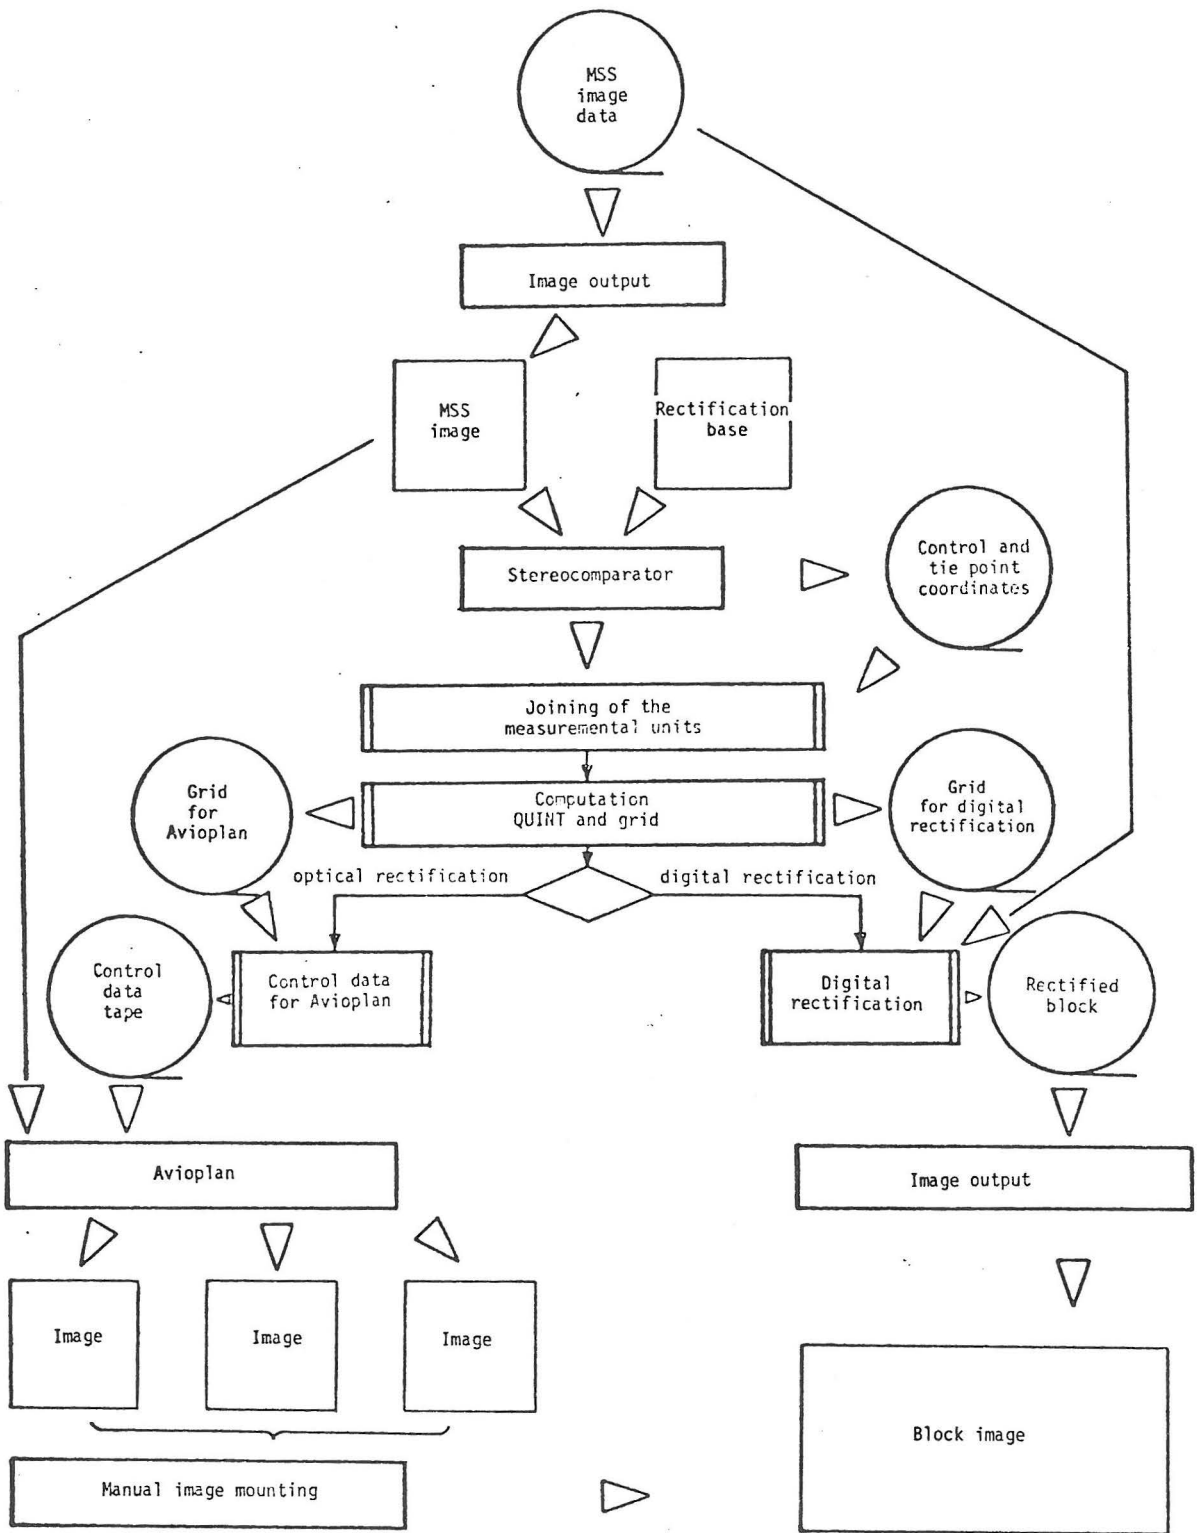 MSS
image
data
Image output
MSS
image
Rectification
base
Stereocomparator
Control and
tie point
coordinates
Joining of the
measuremental units
Grid
for
Avioplan
Computation
QUINT and grid
Grid
for digital
rectification
optical rectification
digital rectification
Control
data
tape
Control data
for Avioplan
Digital
rectification
Rectified
block
Avioplan
Image output
Image
Image
Image
Block image
Manual image mounting